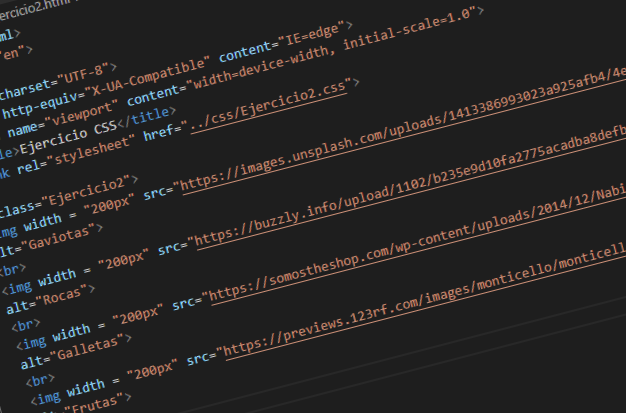 ercicio2.html
ml>
"en">
charset="UTF-8">
http-equiv="X-UA-Compatible" content="IE=edge">
name="viewport" content="width=device-width, initial-scale=1.0">
le>Ejercicio CSS</title>
nk rel="stylesheet" href="../css/Ejercicio2.css">
class="Ejercicio2">
img width = "200px" src="https://images.unsplash.com/uploads/1413386993023a925afb4/4e
alt="Gaviotas">
<br>
<img width = "200px" src="https://buzzly.info/upload/1102/b235e9d10fa2775acadba8defb
alt="Rocas">
<br>
<img width = "200px" src="https://somostheshop.com/wp-content/uploads/2014/12/Nabi
alt="Galletas">
<br>
<img width = "200px" src="https://previews.123rf.com/images/monticello/monticell
alt="Frutas">